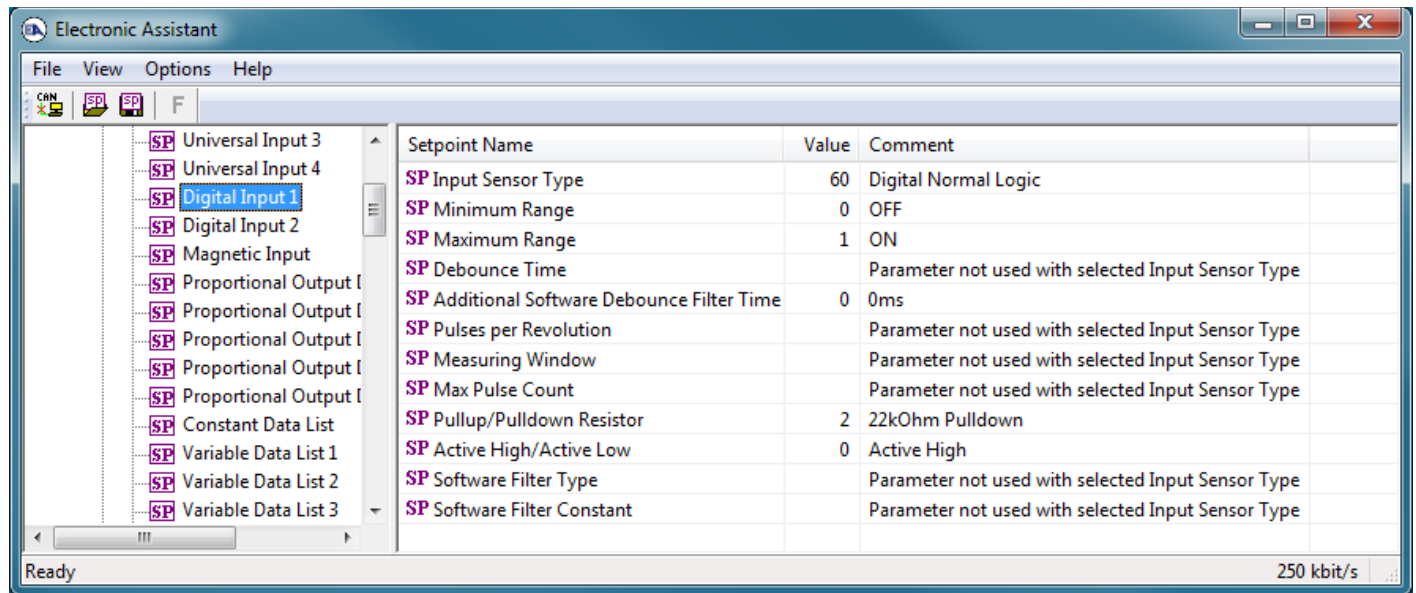 EA Electronic Assistant
File View Options Help
CAN SP SP F
SP Universal Input 3
SP Universal Input 4
SP Digital Input 1
SP Digital Input 2
SP Magnetic Input
SP Proportional Output D
SP Proportional Output D
SP Proportional Output D
SP Proportional Output D
SP Proportional Output D
SP Constant Data List
SP Variable Data List 1
SP Variable Data List 2
SP Variable Data List 3
Setpoint Name Value Comment
SP Input Sensor Type 60 Digital Normal Logic
SP Minimum Range 0 OFF
SP Maximum Range 1 ON
SP Debounce Time Parameter not used with selected Input Sensor Type
SP Additional Software Debounce Filter Time 0 0ms
SP Pulses per Revolution Parameter not used with selected Input Sensor Type
SP Measuring Window Parameter not used with selected Input Sensor Type
SP Max Pulse Count Parameter not used with selected Input Sensor Type
SP Pullup/Pulldown Resistor 2 22kOhm Pulldown
SP Active High/Active Low 0 Active High
SP Software Filter Type Parameter not used with selected Input Sensor Type
SP Software Filter Constant Parameter not used with selected Input Sensor Type
Ready 250 kbit/s